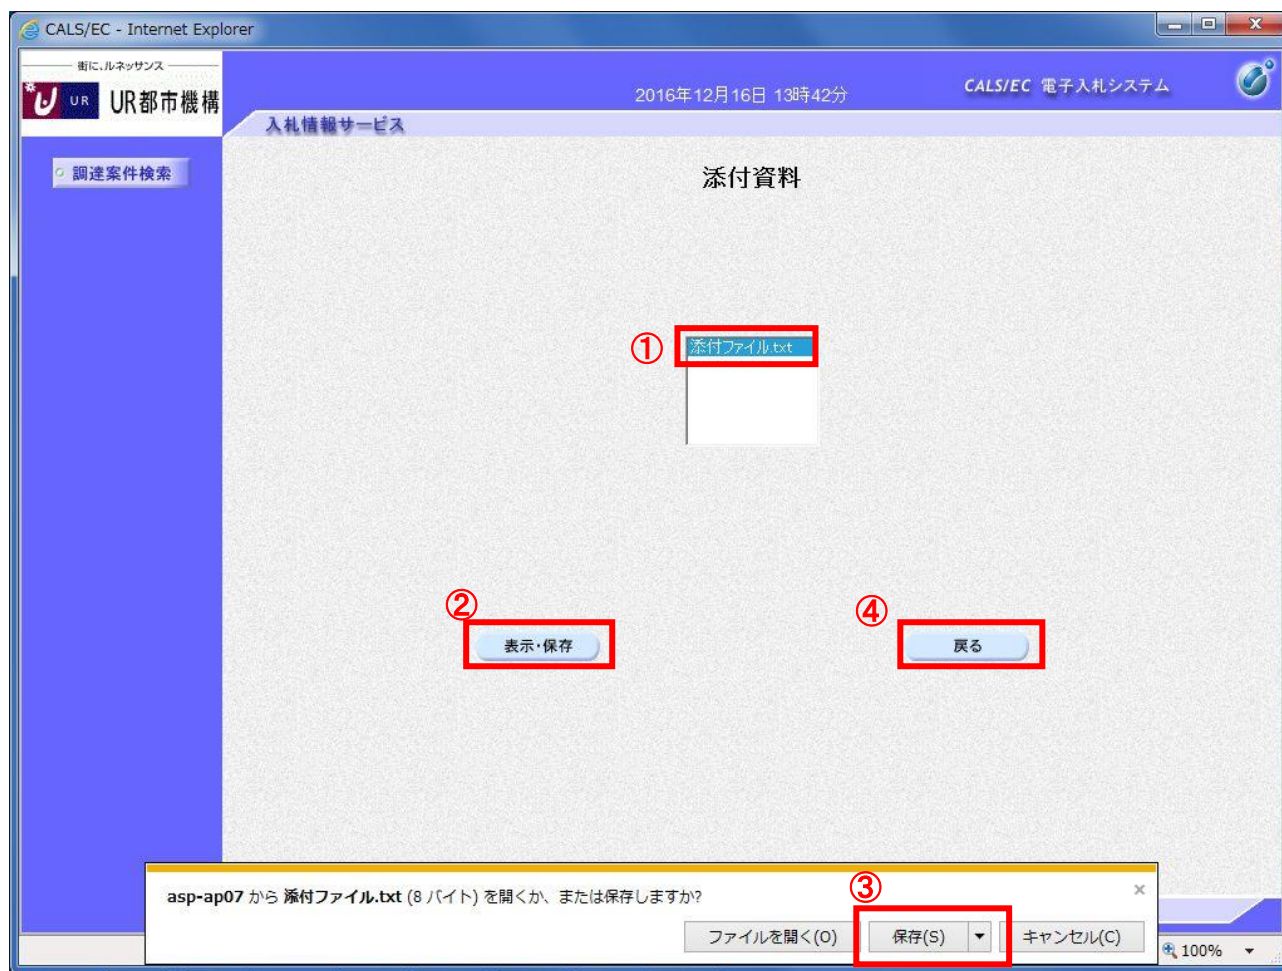 CALS/EC - Internet Explorer
街に、ルネッサンス
UR UR都市機構
2016年12月16日 13時42分
CALS/EC 電子入札システム
入札情報サービス
調達案件検索
添付資料
① 添付ファイル.txt
②
④
表示・保存
戻る
③
asp-ap07 から 添付ファイル.txt (8 バイト) を開くか、または保存しますか?
×
ファイルを開く(O) 保存(S) ▼ キャンセル(C)
100% ▼